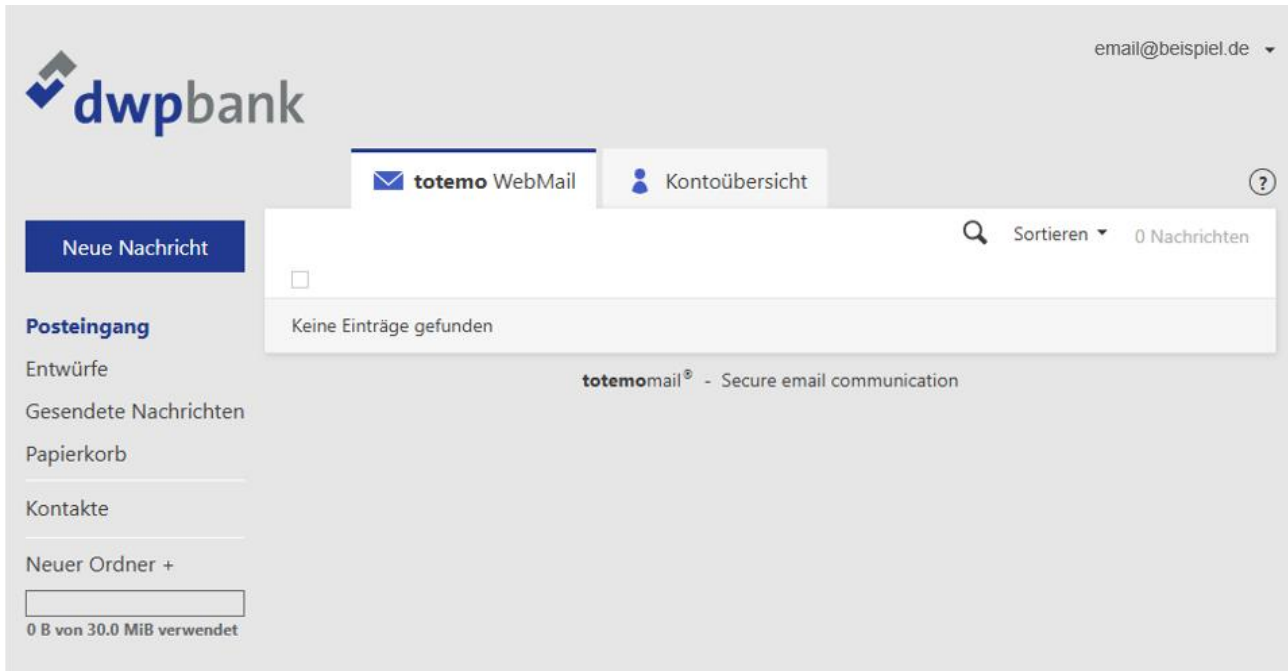 email@beispiel.de
dwpbank
totemo WebMail
Kontoübersicht
?
Neue Nachricht
Sortieren
0 Nachrichten
Posteingang
Keine Einträge gefunden
Entwürfe
totemomail® - Secure email communication
Gesendete Nachrichten
Papierkorb
Kontakte
Neuer Ordner +
0 B von 30.0 MiB verwendet